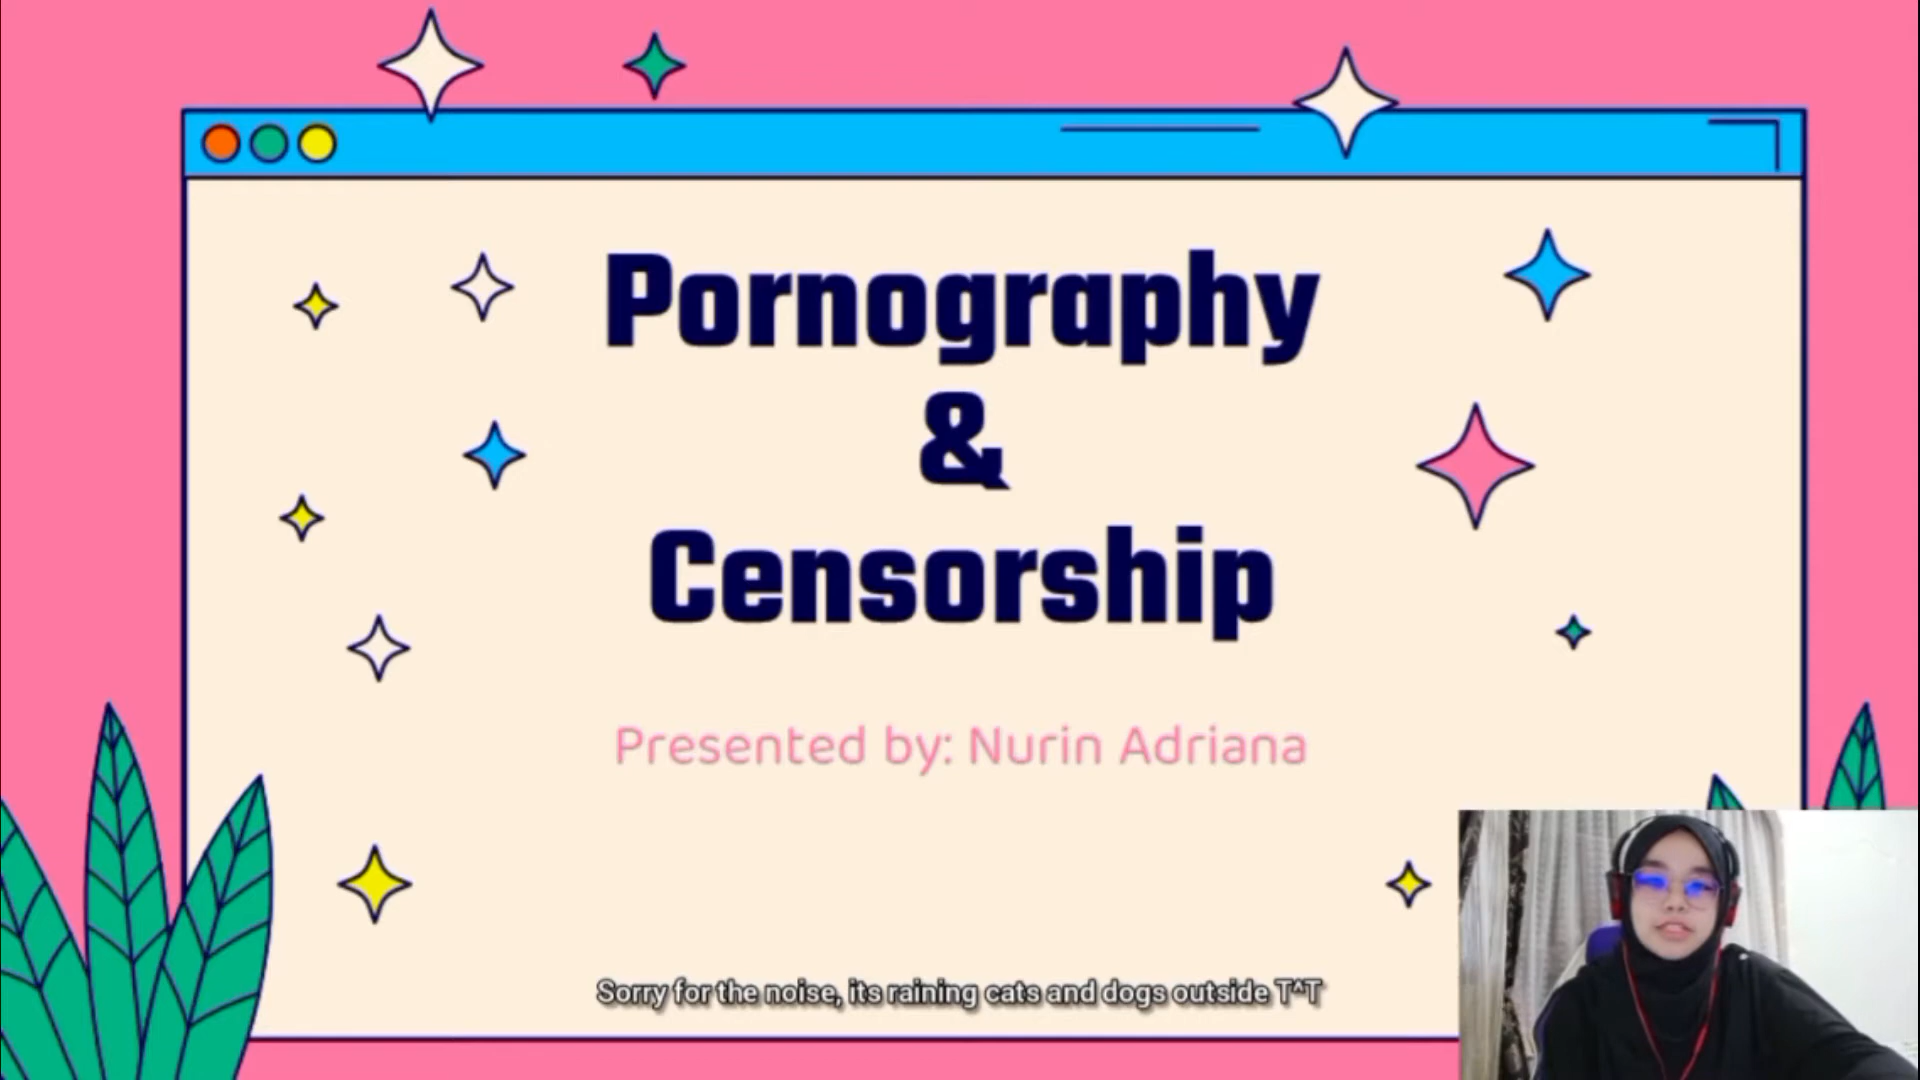 Pornography
&
Censorship
Presented by: Nurin Adriana
Sorry for the noise, its raining cats and dogs outside T^T